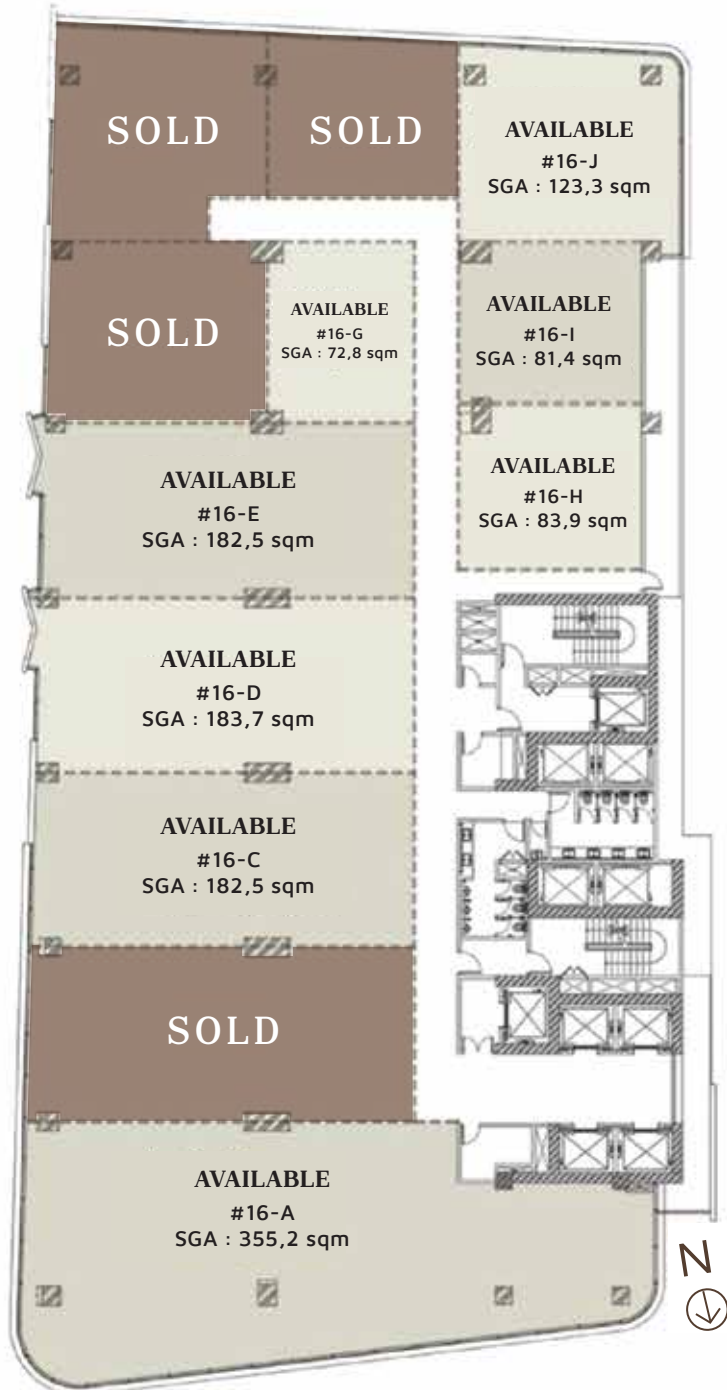 SOLD
SOLD
AVAILABLE
#16-J
SGA : 123,3 sqm
SOLD
AVAILABLE
#16-G
SGA : 72,8 sqm
AVAILABLE
#16-I
SGA : 81,4 sqm
AVAILABLE
#16-H
SGA : 83,9 sqm
AVAILABLE
#16-E
SGA : 182,5 sqm
AVAILABLE
#16-D
SGA : 183,7 sqm
AVAILABLE
#16-C
SGA : 182,5 sqm
SOLD
AVAILABLE
#16-A
SGA : 355,2 sqm
N